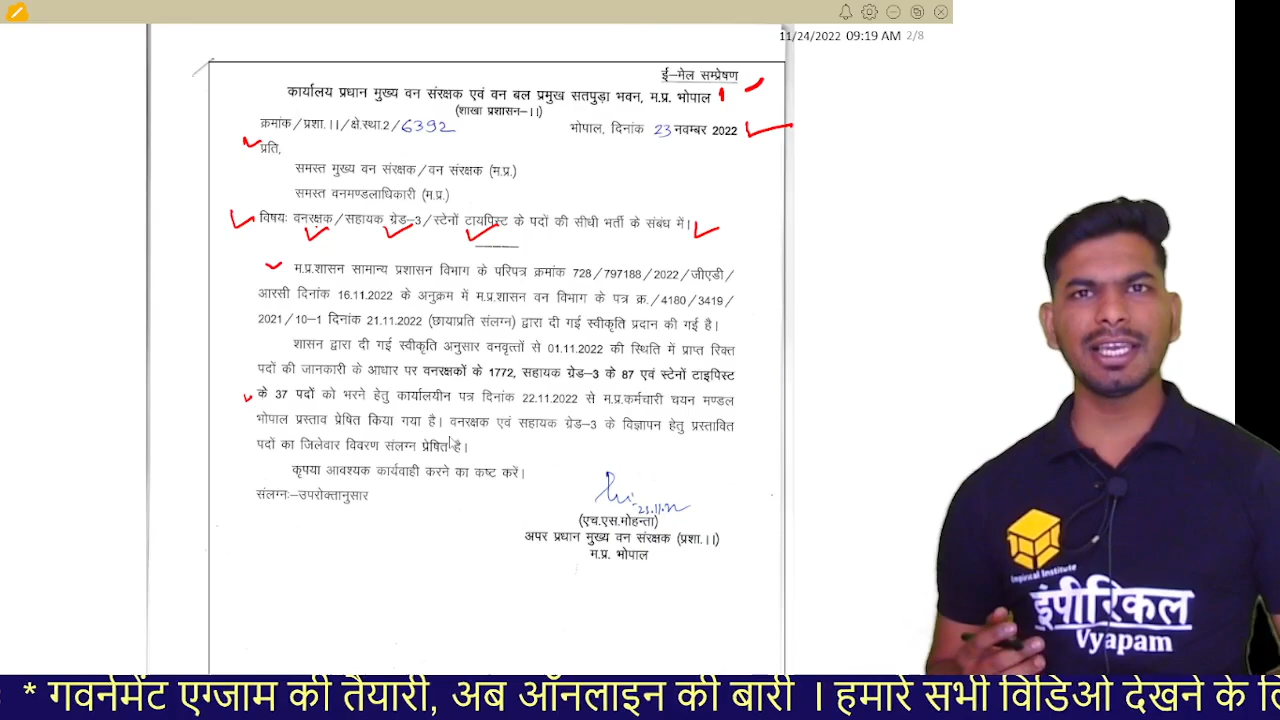 11/24/2022 09:19 AM 2/8
ई–मेल सम्प्रेषण
कार्यालय प्रधान मुख्य वन संरक्षक एवं वन बल प्रमुख सतपुड़ा भवन, म.प्र. भोपाल
(शाखा प्रशासन–।।)
क्रमांक/प्रशा.।।/क्षे.स्था.2/6392 भोपाल, दिनांक 23 नवम्बर 2022
प्रति,
समस्त मुख्य वन संरक्षक/वन संरक्षक (म.प्र.)
समस्त वनमण्डलाधिकारी (म.प्र.)
विषयः वनरक्षक/सहायक ग्रेड–3/स्टेनों टायपिस्ट के पदों की सीधी भर्ती के संबंध में।
म.प्र.शासन सामान्य प्रशासन विभाग के परिपत्र क्रमांक 728/797188/2022/जीएडी/
आरसी दिनांक 16.11.2022 के अनुक्रम में म.प्र.शासन वन विभाग के पत्र क्र./4180/3419/
2021/10–1 दिनांक 21.11.2022 (छायाप्रति संलग्न) द्वारा दी गई स्वीकृति प्रदान की गई है।
शासन द्वारा दी गई स्वीकृति अनुसार वनवृत्तों से 01.11.2022 की स्थिति में प्राप्त रिक्त
पदों की जानकारी के आधार पर वनरक्षकों के 1772, सहायक ग्रेड–3 के 87 एवं स्टेनों टाइपिस्ट
के 37 पदों को भरने हेतु कार्यालयीन पत्र दिनांक 22.11.2022 से म.प्र.कर्मचारी चयन मण्डल
भोपाल प्रस्ताव प्रेषित किया गया है। वनरक्षक एवं सहायक ग्रेड–3 के विज्ञापन हेतु प्रस्तावित
पदों का जिलेवार विवरण संलग्न प्रेषित है।
कृपया आवश्यक कार्यवाही करने का कष्ट करें।
संलग्नः–उपरोक्तानुसार
23.11.22
(एच.एस.मोहन्ता)
अपर प्रधान मुख्य वन संरक्षक (प्रशा.।।)
म.प्र. भोपाल
Empirical Institute
इंपीरिकल
Vyapam
* गवर्नमेंट एग्जाम की तैयारी, अब ऑनलाइन की बारी । हमारे सभी विडिओ देखने के